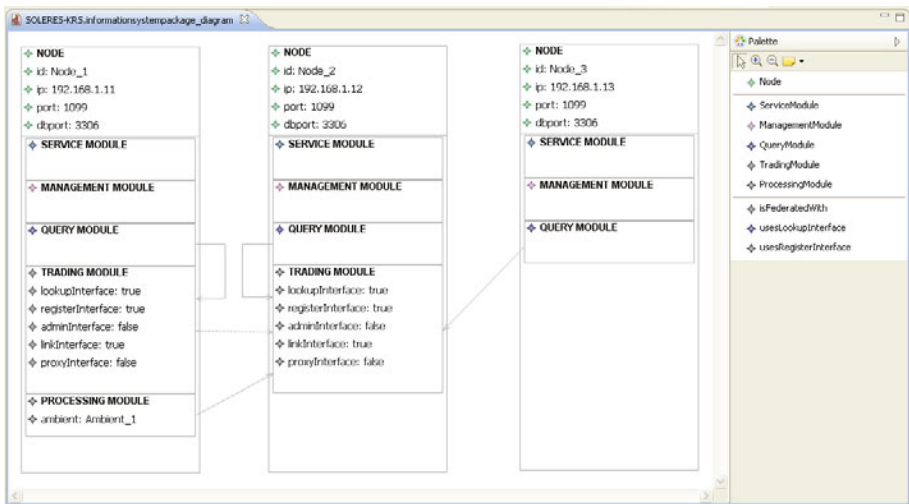 SOLERES-KRS.informationsystempackage_diagram
NODE
id: Node_1
ip: 192.168.1.11
port: 1099
dbport: 3306
SERVICE MODULE
MANAGEMENT MODULE
QUERY MODULE
TRADING MODULE
lookupInterface: true
registerInterface: true
adminInterface: false
linkInterface: true
proxyInterface: false
PROCESSING MODULE
ambient: Ambient_1
NODE
id: Node_2
ip: 192.168.1.12
port: 1099
dbport: 3306
SERVICE MODULE
MANAGEMENT MODULE
QUERY MODULE
TRADING MODULE
lookupInterface: true
registerInterface: true
adminInterface: false
linkInterface: true
proxyInterface: false
NODE
id: Node_3
ip: 192.168.1.13
port: 1099
dbport: 3306
SERVICE MODULE
MANAGEMENT MODULE
QUERY MODULE
Palette
Node
ServiceModule
ManagementModule
QueryModule
TradingModule
ProcessingModule
isFederatedWith
usesLookupInterface
usesRegisterInterface